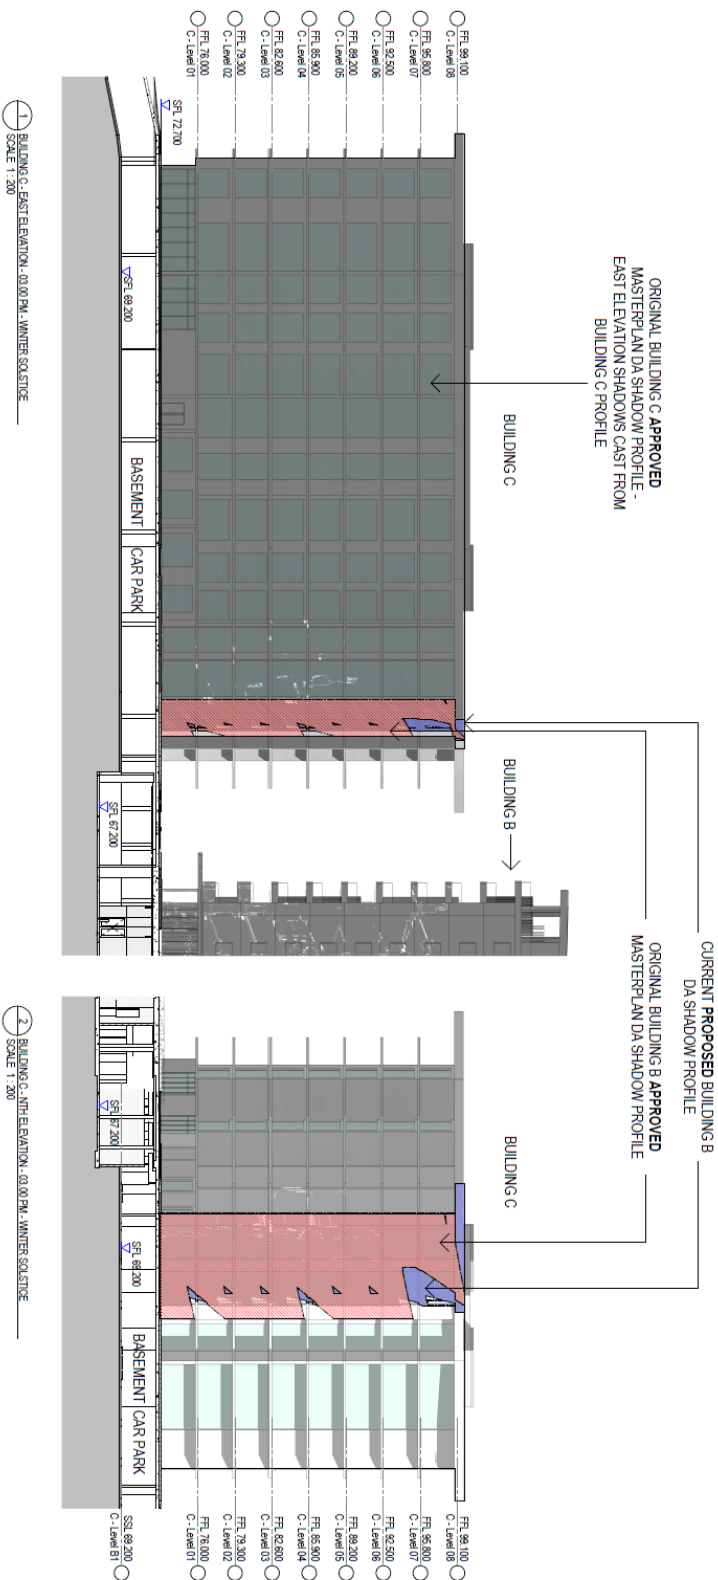 FFL 99.100
C - Level 08
FFL 95.800
C - Level 07
FFL 92.500
C - Level 06
FFL 89.200
C - Level 05
FFL 85.900
C - Level 04
FFL 82.600
C - Level 03
FFL 79.300
C - Level 02
FFL 76.000
C - Level 01
SFL 72.700
SFL 69.200
BASEMENT
CAR PARK
SFL 67.200
ORIGINAL BUILDING C APPROVED
MASTERPLAN DA SHADOW PROFILE -
EAST ELEVATION SHADOWS CAST FROM
BUILDING C PROFILE
BUILDING C
BUILDING B
1
BUILDING C - EAST ELEVATION - 03:00 PM - WINTER SOLSTICE
SCALE 1 : 200
CURRENT PROPOSED BUILDING B
DA SHADOW PROFILE
ORIGINAL BUILDING B APPROVED
MASTERPLAN DA SHADOW PROFILE
BUILDING C
SFL 67.200
SFL 69.200
BASEMENT
CAR PARK
FFL 99.100
C - Level 08
FFL 95.800
C - Level 07
FFL 92.500
C - Level 06
FFL 89.200
C - Level 05
FFL 85.900
C - Level 04
FFL 82.600
C - Level 03
FFL 79.300
C - Level 02
FFL 76.000
C - Level 01
SSL 69.200
C - Level B1
2
BUILDING C - NTH ELEVATION - 03:00 PM - WINTER SOLSTICE
SCALE 1 : 200